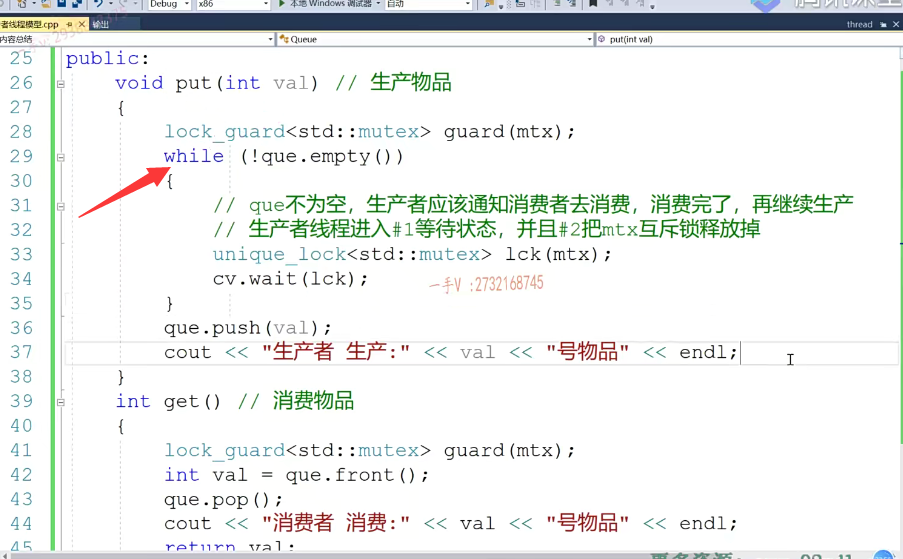 Debug x86 本地 Windows 调试器 自动
者线程模型.cpp 输出 thread
内容总结 Queue put(int val)
25 public:
26 void put(int val) // 生产物品
27 {
28 lock_guard<std::mutex> guard(mtx);
29 while (!que.empty())
30 {
31 // que不为空，生产者应该通知消费者去消费，消费完了，再继续生产
32 // 生产者线程进入#1等待状态，并且#2把mtx互斥锁释放掉
33 unique_lock<std::mutex> lck(mtx);
34 cv.wait(lck);
一手V :2732168745
35 }
36 que.push(val);
37 cout << "生产者 生产:" << val << "号物品" << endl;
38 }
39 int get() // 消费物品
40 {
41 lock_guard<std::mutex> guard(mtx);
42 int val = que.front();
43 que.pop();
44 cout << "消费者 消费:" << val << "号物品" << endl;
45 return val;